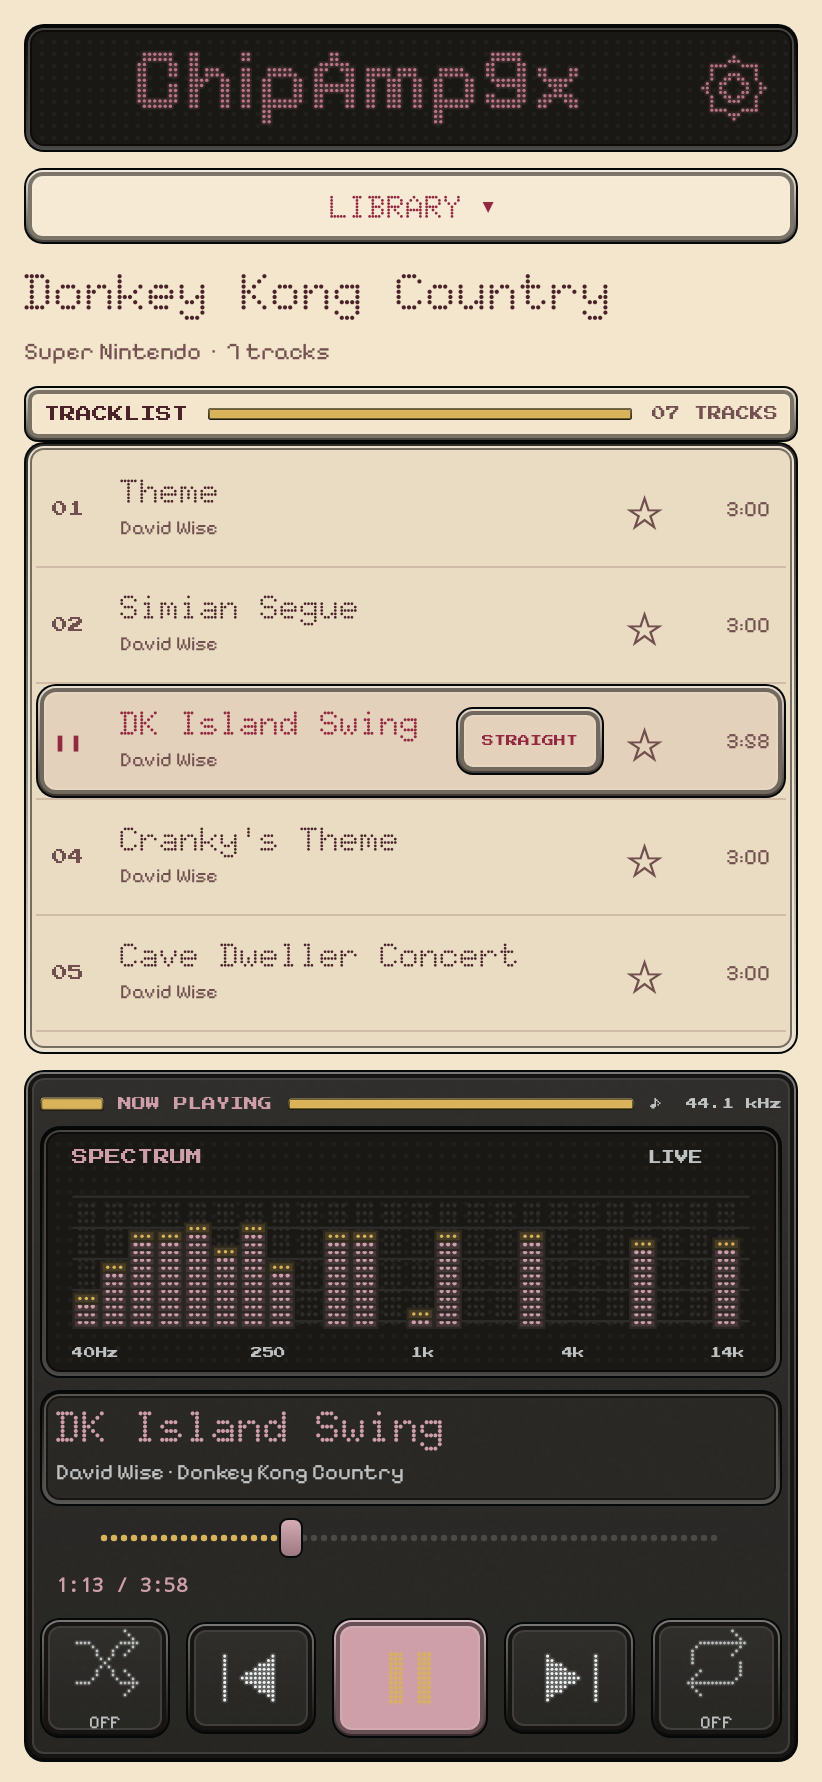 ChipAmp9x
LIBRARY ▼
Donkey Kong Country
Super Nintendo · 7 tracks
TRACKLIST 07 TRACKS
01 Theme 3:00
David Wise
02 Simian Segue 3:00
David Wise
DK Island Swing STRAIGHT 3:58
David Wise
04 Cranky's Theme 3:00
David Wise
05 Cave Dweller Concert 3:00
David Wise
NOW PLAYING ♪ 44.1 kHz
SPECTRUM LIVE
40Hz 250 1k 4k 14k
DK Island Swing
David Wise · Donkey Kong Country
1:13 / 3:58
OFF OFF